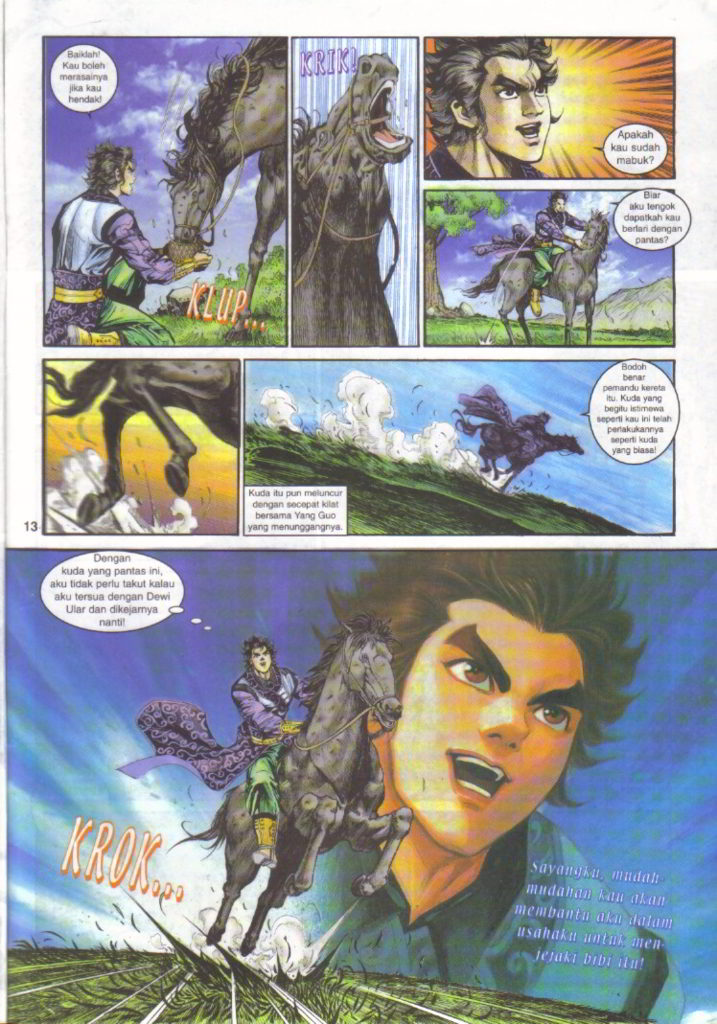 Baiklah!
Kau boleh
merasainya
jika kau
hendak!
KLUP...
KRIK!
Apakah
kau sudah
mabuk?
Biar
aku tengok
dapatkah kau
berlari dengan
pantas?
Kuda itu pun meluncur
dengan secepat kilat
bersama Yang Guo
yang menunggangnya.
Bodoh
benar
pemandu kereta
itu. Kuda yang
begitu istimewa
seperti kau ini telah
perlakukannya
seperti kuda
yang biasa!
13
Dengan
kuda yang pantas ini,
aku tidak perlu takut kalau
aku tersua dengan Dewi
Ular dan dikejarnya
nanti!
KROK...
Sayangku, mudah-
mudahan kau akan
membantu aku dalam
usahaku untuk men-
jejaki bibi itu!